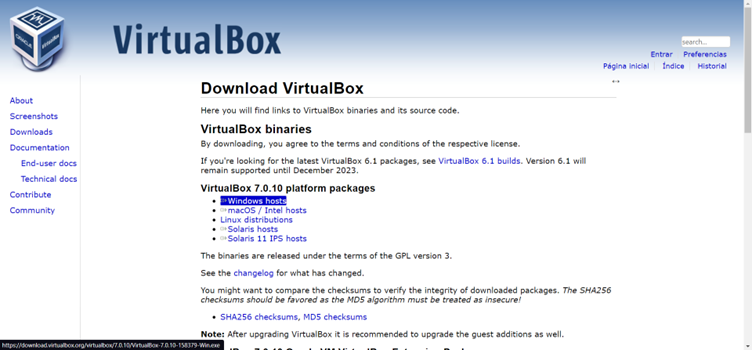 VirtualBox
search...
Entrar Preferencias
Página inicial Índice Historial
About
Screenshots
Downloads
Documentation
End-user docs
Technical docs
Contribute
Community
Download VirtualBox
Here you will find links to VirtualBox binaries and its source code.
VirtualBox binaries
By downloading, you agree to the terms and conditions of the respective license.
If you're looking for the latest VirtualBox 6.1 packages, see VirtualBox 6.1 builds. Version 6.1 will
remain supported until December 2023.
VirtualBox 7.0.10 platform packages
Windows hosts
macOS / Intel hosts
Linux distributions
Solaris hosts
Solaris 11 IPS hosts
The binaries are released under the terms of the GPL version 3.
See the changelog for what has changed.
You might want to compare the checksums to verify the integrity of downloaded packages. The SHA256
checksums should be favored as the MD5 algorithm must be treated as insecure!
SHA256 checksums, MD5 checksums
Note: After upgrading VirtualBox it is recommended to upgrade the guest additions as well.
https://download.virtualbox.org/virtualbox/7.0.10/VirtualBox-7.0.10-158379-Win.exe